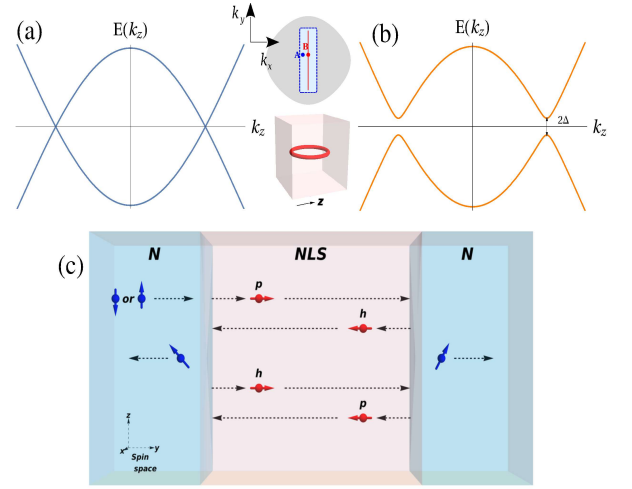 (a)
E(kz)
kz
ky
kx
A
B
z
(b)
E(kz)
2Δ
kz
(c)
N
NLS
N
or
p
h
h
p
z
x
y
Spin
space